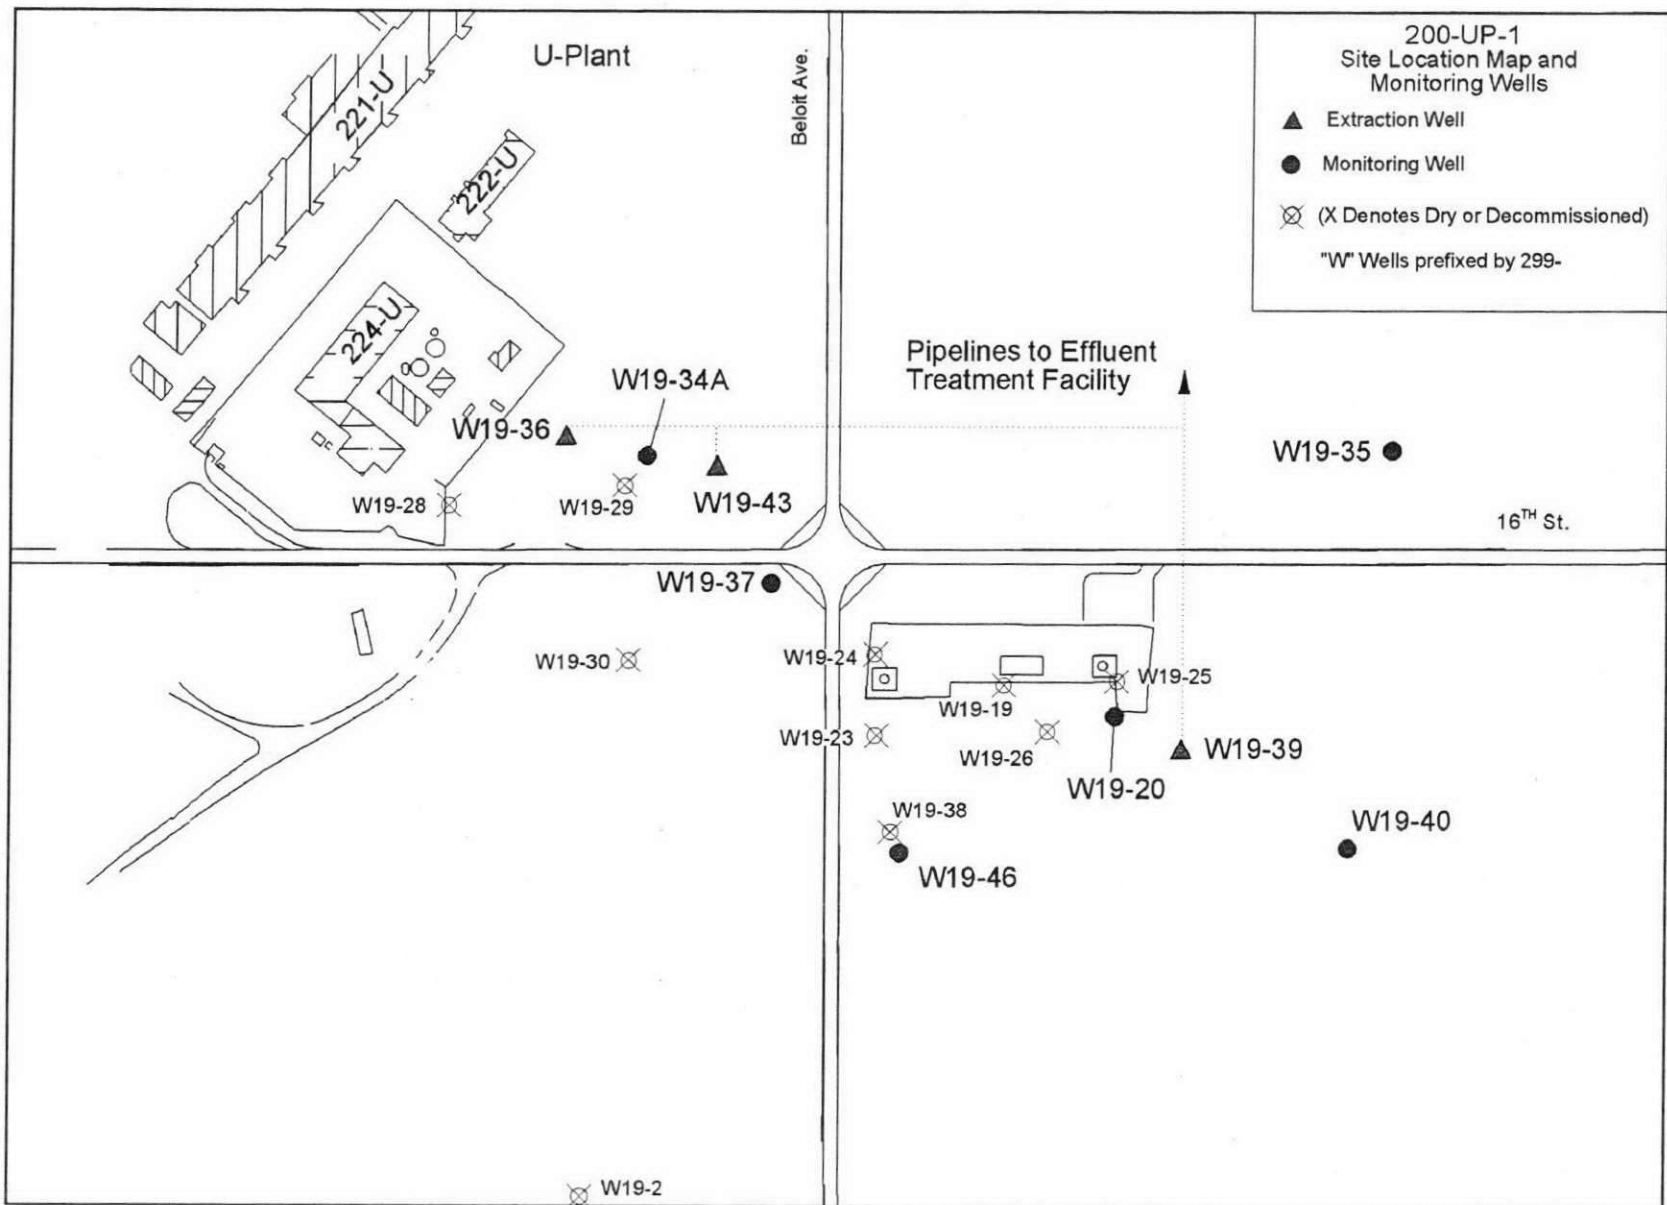 U-Plant
Beloit Ave.
200-UP-1
Site Location Map and
Monitoring Wells
Extraction Well
Monitoring Well
(X Denotes Dry or Decommissioned)
"W" Wells prefixed by 299-
221-U
222-U
224-U
Pipelines to Effluent
Treatment Facility
W19-34A
W19-36
W19-35
W19-28
W19-29
W19-43
16TH St.
W19-37
W19-30
W19-24
W19-25
W19-19
W19-23
W19-26
W19-39
W19-20
W19-38
W19-40
W19-46
W19-2